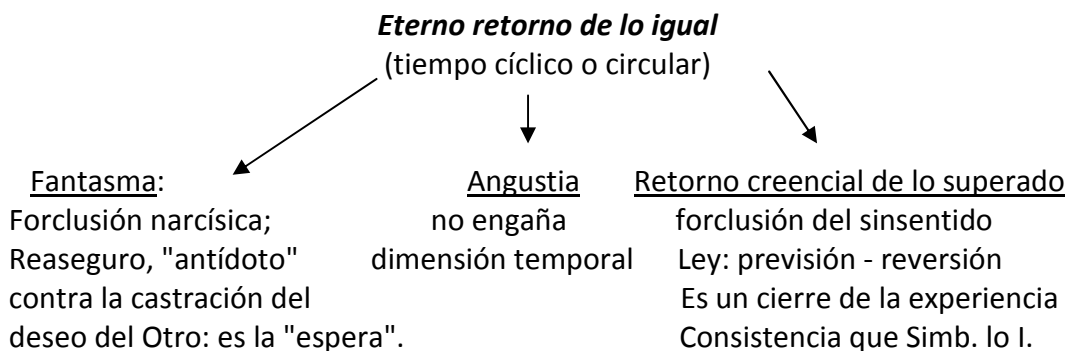 Eterno retorno de lo igual
(tiempo cíclico o circular)
Fantasma:
Forclusión narcísica;
Reaseguro, "antídoto"
contra la castración del
deseo del Otro: es la "espera".
Angustia
no engaña
dimensión temporal
Retorno creencial de lo superado
forclusión del sinsentido
Ley: previsión - reversión
Es un cierre de la experiencia
Consistencia que Simb. lo I.